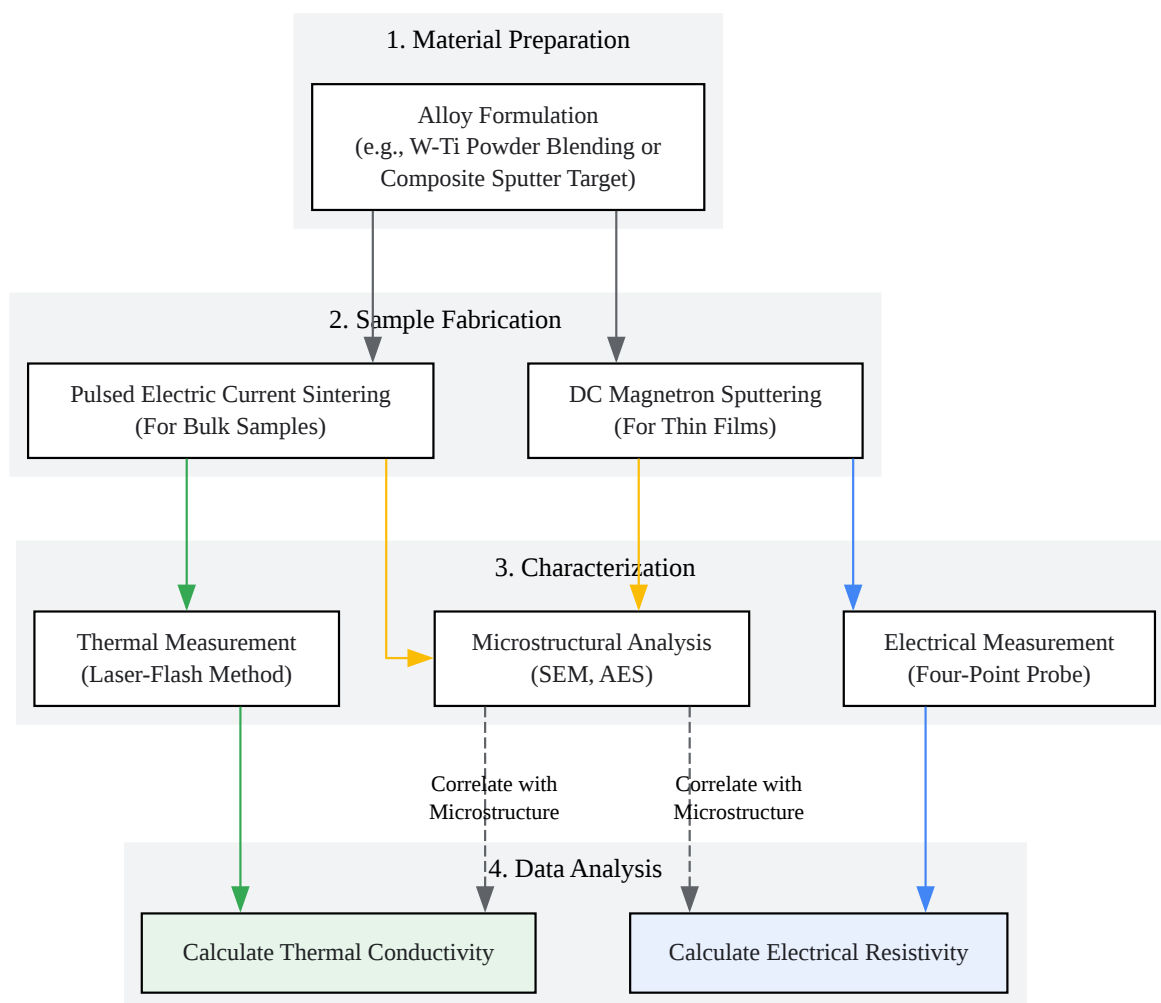 1. Material Preparation
Alloy Formulation
(e.g., W-Ti Powder Blending or
Composite Sputter Target)
2. Sample Fabrication
Pulsed Electric Current Sintering
(For Bulk Samples)
DC Magnetron Sputtering
(For Thin Films)
3. Characterization
Thermal Measurement
(Laser-Flash Method)
Microstructural Analysis
(SEM, AES)
Electrical Measurement
(Four-Point Probe)
Correlate with
Microstructure
Correlate with
Microstructure
4. Data Analysis
Calculate Thermal Conductivity
Calculate Electrical Resistivity